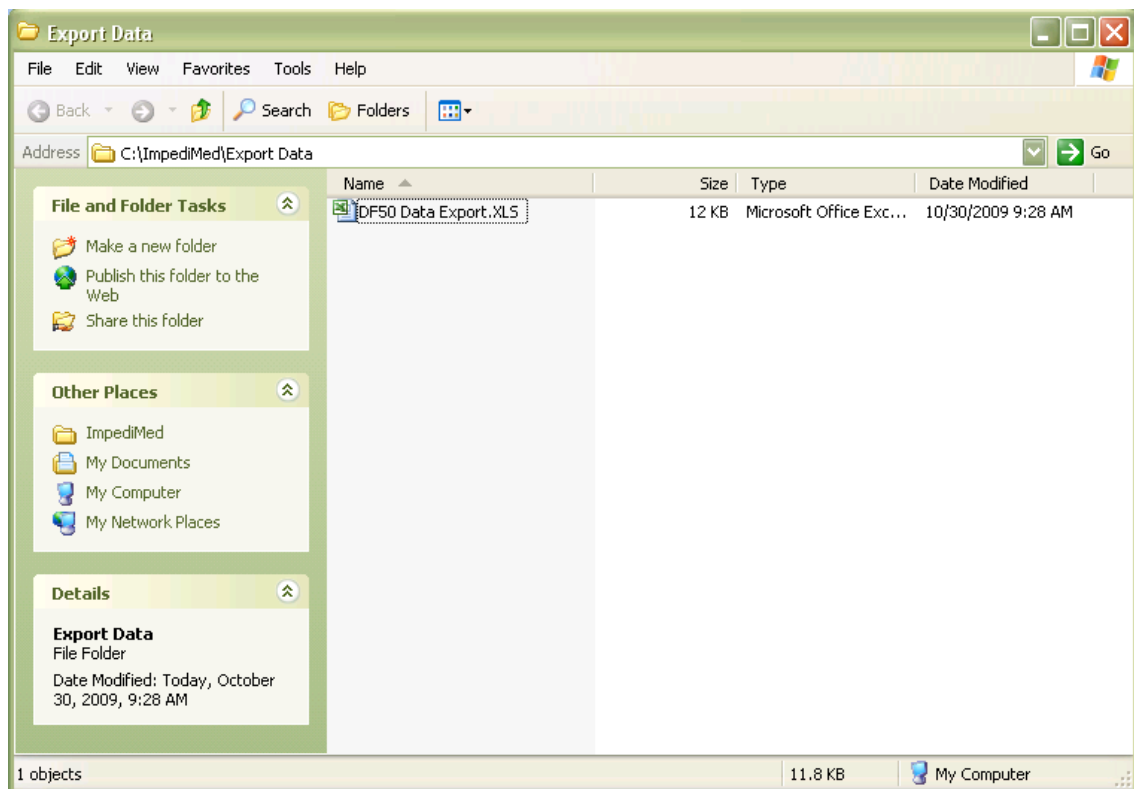 Export Data
File Edit View Favorites Tools Help
Back Search Folders
Address C:\ImpediMed\Export Data Go
File and Folder Tasks
Make a new folder
Publish this folder to the
Web
Share this folder
Other Places
ImpediMed
My Documents
My Computer
My Network Places
Details
Export Data
File Folder
Date Modified: Today, October
30, 2009, 9:28 AM
Name Size Type Date Modified
DF50 Data Export.XLS 12 KB Microsoft Office Exc... 10/30/2009 9:28 AM
1 objects 11.8 KB My Computer